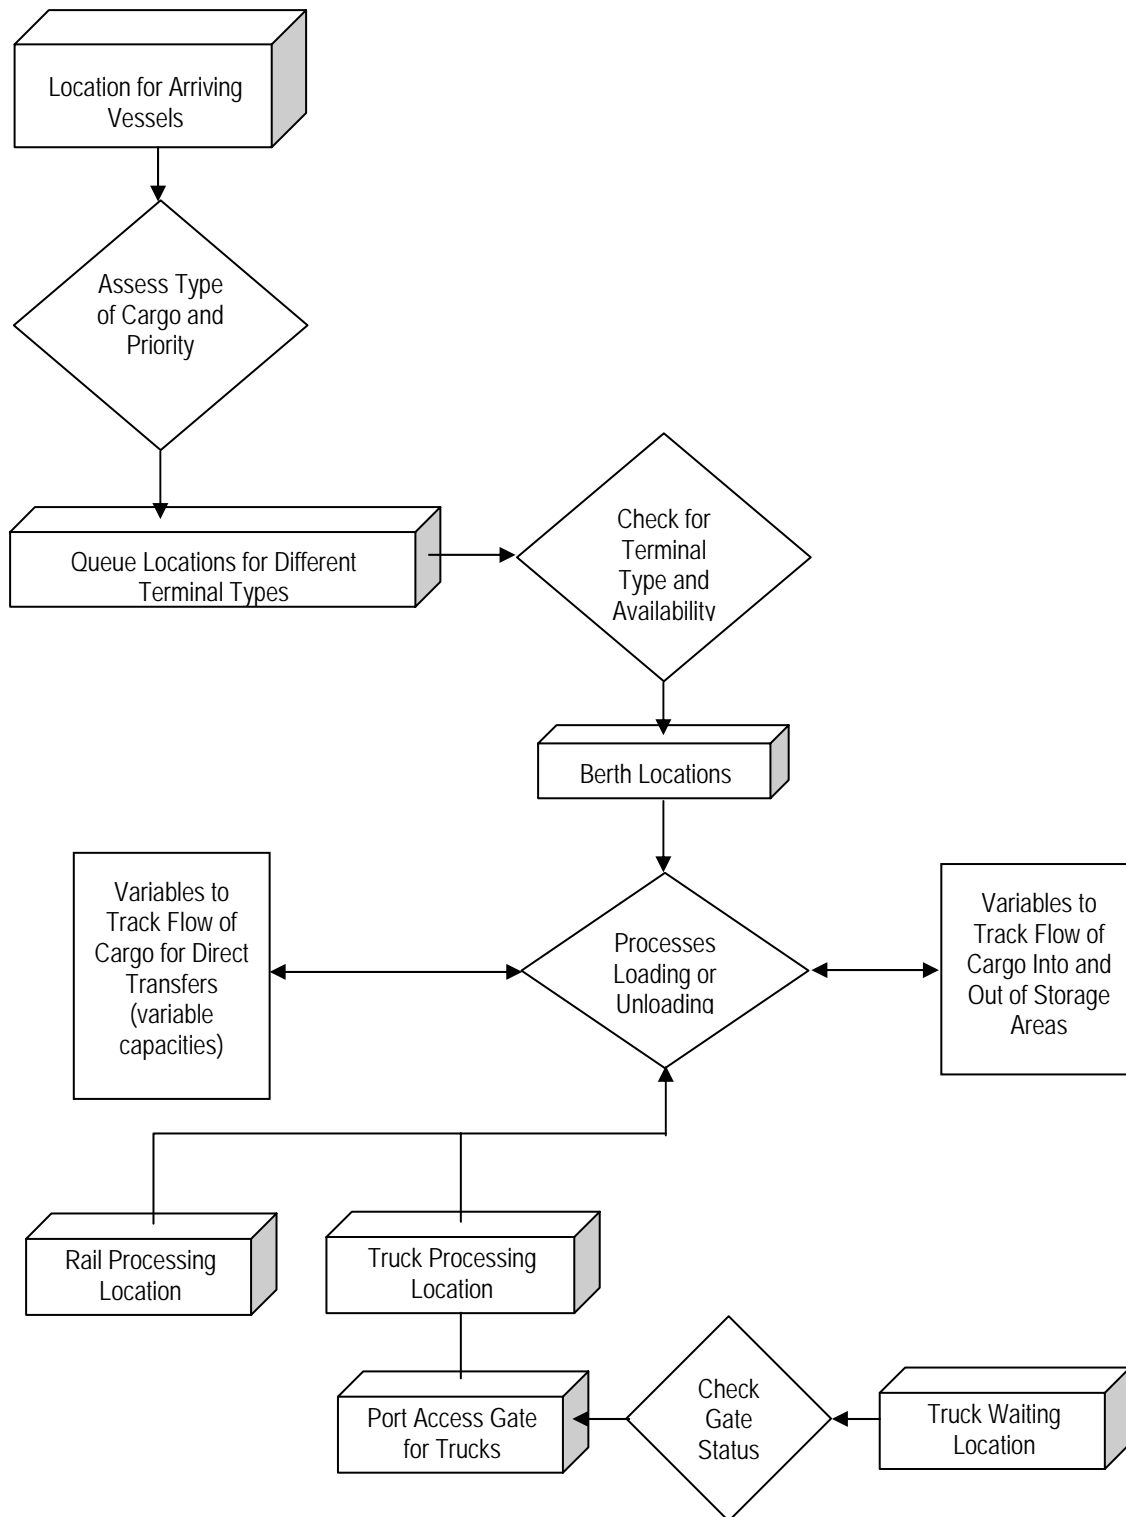 Location for Arriving
Vessels
Assess Type
of Cargo and
Priority
Queue Locations for Different
Terminal Types
Check for
Terminal
Type and
Availability
Berth Locations
Variables to
Track Flow of
Cargo for Direct
Transfers
(variable
capacities)
Processes
Loading or
Unloading
Variables to
Track Flow of
Cargo Into and
Out of Storage
Areas
Rail Processing
Location
Truck Processing
Location
Port Access Gate
for Trucks
Check
Gate
Status
Truck Waiting
Location